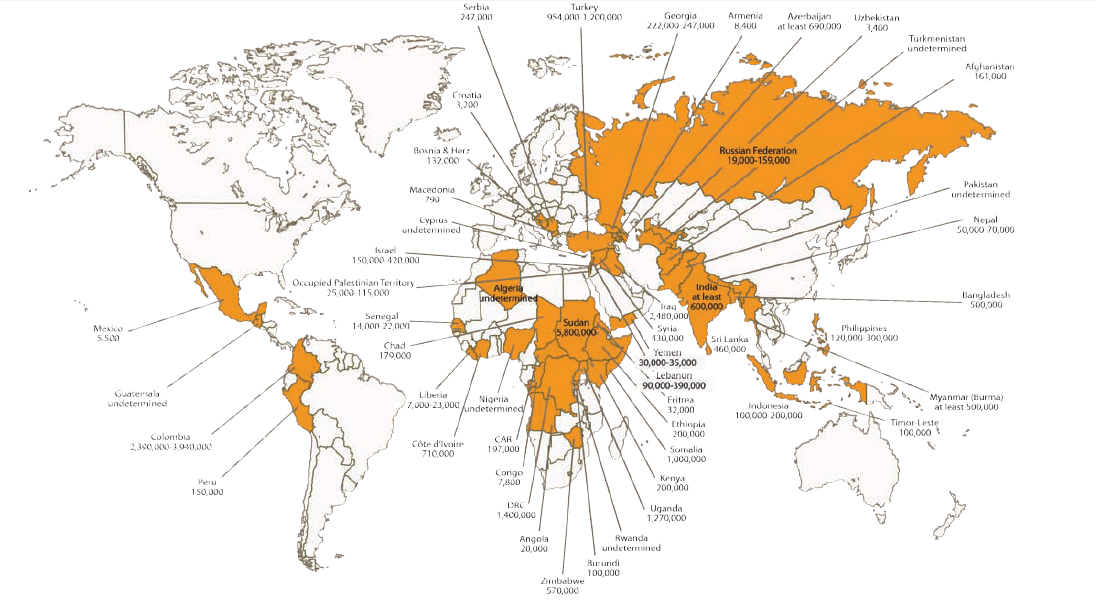 Serbia
247,000
Turkey
954,000-1,200,000
Georgia
222,000-247,000
Armenia
8,400
Azerbaijan
at least 690,000
Uzbekistan
3,400
Turkmenistan
undetermined
Afghanistan
161,000
Croatia
3,200
Bosnia & Herz
132,000
Macedonia
790
Cyprus
undetermined
Israel
150,000-420,000
Occupied Palestinian Territory
25,000-115,000
Senegal
14,000-22,000
Chad
179,000
Algeria
undetermined
Sudan
5,800,000
Russian Federation
19,000-159,000
Pakistan
undetermined
Nepal
50,000-70,000
India
at least
600,000
Bangladesh
500,000
Iraq
2,480,000
Syria
430,000
Sri Lanka
460,000
Philippines
120,000-300,000
Yemen
30,000-35,000
Lebanon
90,000-390,000
Eritrea
32,000
Ethiopia
200,000
Somalia
1,000,000
Kenya
200,000
Uganda
1,270,000
Rwanda
undetermined
Burundi
100,000
Zimbabwe
570,000
Angola
20,000
DRC
1,400,000
Congo
7,800
CAR
197,000
Nigeria
undetermined
Côte d'Ivoire
710,000
Liberia
7,000-23,000
Mexico
5,500
Guatemala
undetermined
Colombia
2,390,000-3,940,000
Peru
150,000
Indonesia
100,000-200,000
Myanmar (Burma)
at least 500,000
Timor-Leste
100,000